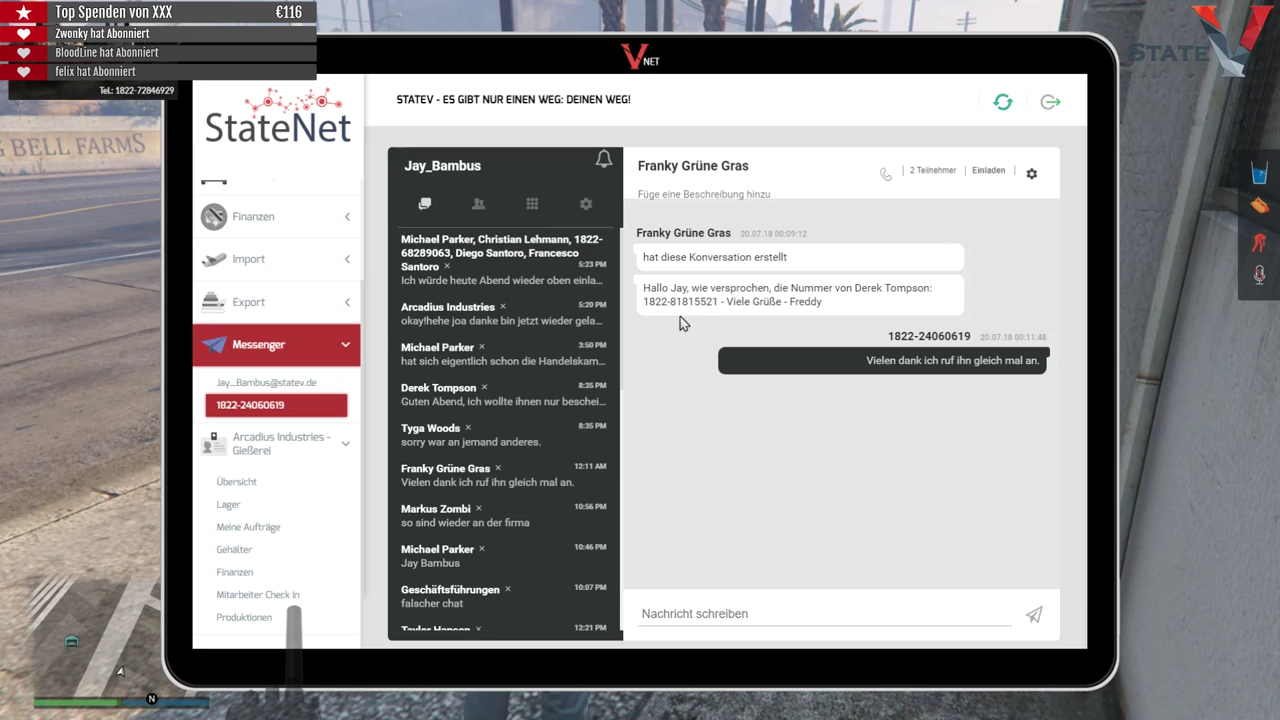 Top Spenden von XXX €116
Zwonky hat Abonniert
BloodLine hat Abonniert
felix hat Abonniert
Tel.: 1822-72846929
G BELL FARMS
STATE V
V NET
StateNet
STATEV - ES GIBT NUR EINEN WEG: DEINEN WEG!
Finanzen
Import
Export
Messenger
Jay_Bambus@statev.de
1822-24060619
Arcadius Industries -
Gießerei
Übersicht
Lager
Meine Aufträge
Gehälter
Finanzen
Mitarbeiter Check In
Produktionen
Jay_Bambus
Michael Parker, Christian Lehmann, 1822-
68289063, Diego Santoro, Francesco
Santoro × 5:23 PM
Ich würde heute Abend wieder oben einla...
Arcadius Industries × 5:20 PM
okay!hehe joa danke bin jetzt wieder gela...
Michael Parker × 3:50 PM
hat sich eigentlich schon die Handelskam...
Derek Tompson × 8:35 PM
Guten Abend, ich wollte ihnen nur beschei...
Tyga Woods × 8:35 PM
sorry war an jemand anderes.
Franky Grüne Gras × 12:11 AM
Vielen dank ich ruf ihn gleich mal an.
Markus Zombi × 10:56 PM
so sind wieder an der firma
Michael Parker × 10:46 PM
Jay Bambus
Geschäftsführungen × 10:07 PM
falscher chat
Taylor Hansen × 12:21 PM
Franky Grüne Gras
2 Teilnehmer Einladen
Füge eine Beschreibung hinzu
Franky Grüne Gras 20.07.18 00:09:12
hat diese Konversation erstellt
Hallo Jay, wie versprochen, die Nummer von Derek Tompson:
1822-81815521 - Viele Grüße - Freddy
1822-24060619 20.07.18 00:11:48
Vielen dank ich ruf ihn gleich mal an.
Nachricht schreiben
N